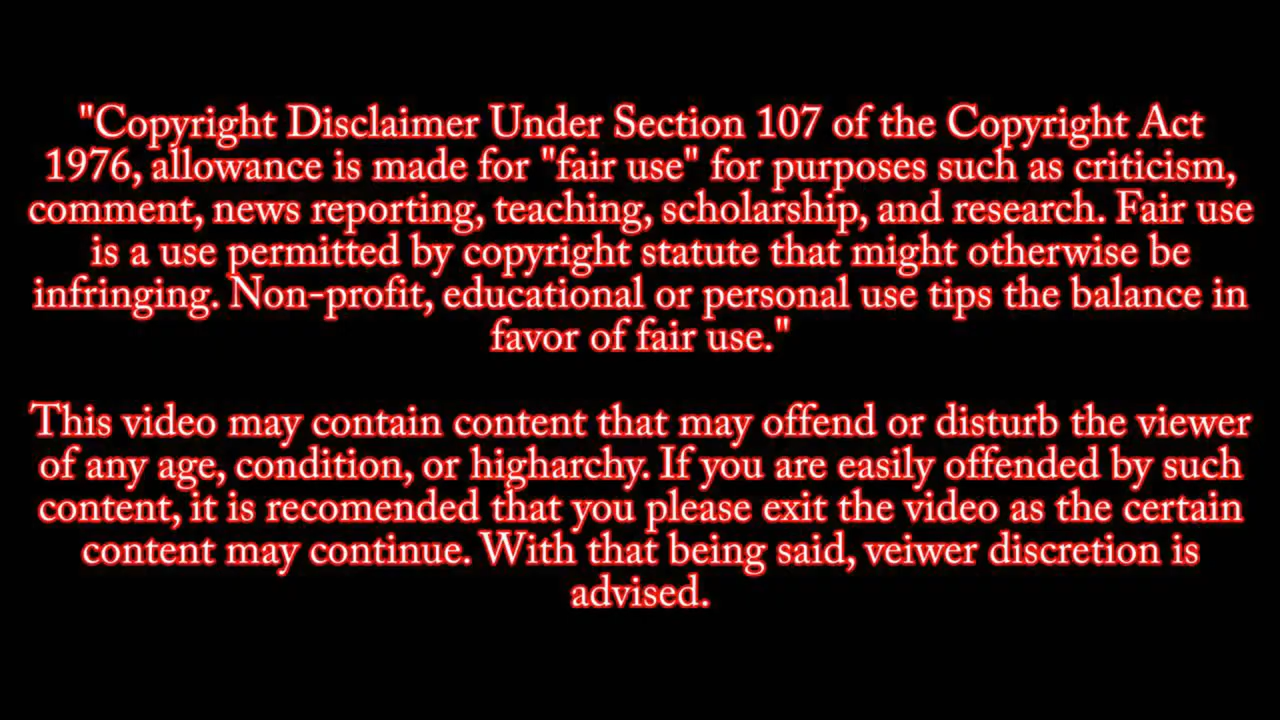 "Copyright Disclaimer Under Section 107 of the Copyright Act
1976, allowance is made for "fair use" for purposes such as criticism,
comment, news reporting, teaching, scholarship, and research. Fair use
is a use permitted by copyright statute that might otherwise be
infringing. Non-profit, educational or personal use tips the balance in
favor of fair use."
This video may contain content that may offend or disturb the viewer
of any age, condition, or higharchy. If you are easily offended by such
content, it is recomended that you please exit the video as the certain
content may continue. With that being said, veiwer discretion is
advised.